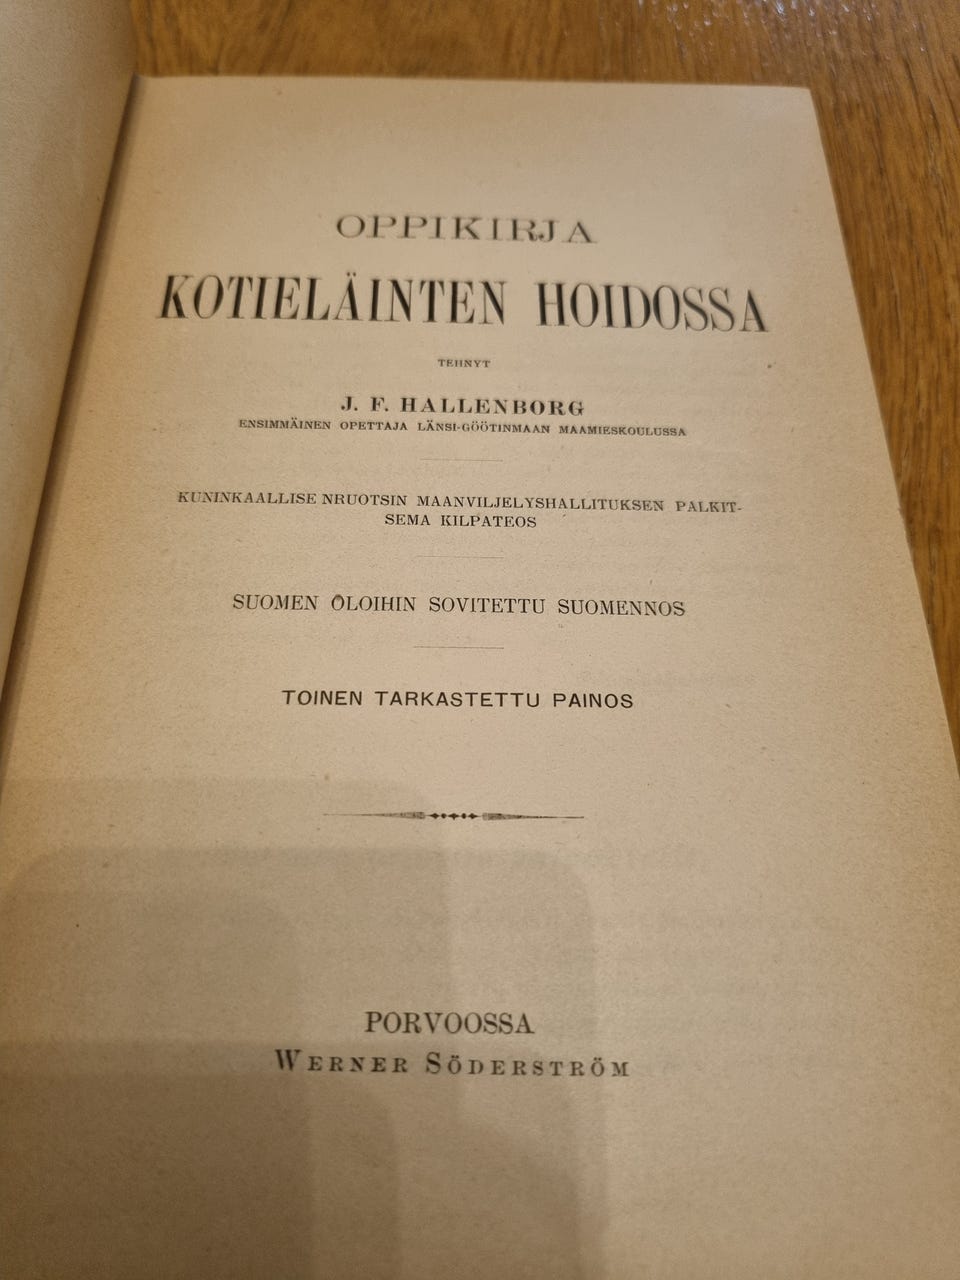 OPPIKIRJA
KOTIELÄINTEN HOIDOSSA
TEHNYT
J. F. HALLENBORG
ENSIMMÄINEN OPETTAJA LÄNSI-GÖÖTINMAAN MAAMIESKOULUSSA
KUNINKAALLISE NRUOTSIN MAANVILJELYSHALLITUKSEN PALKIT-
SEMA KILPATEOS
SUOMEN OLOIHIN SOVITETTU SUOMENNOS
TOINEN TARKASTETTU PAINOS
PORVOOSSA
WERNER SÖDERSTRÖM